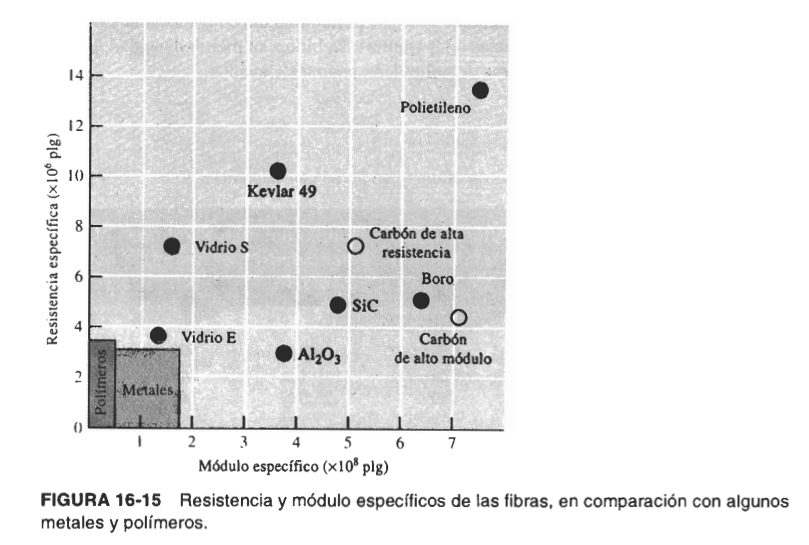 14
12
10
8
6
4
2
0
Resistencia específica (×10⁶ plg)
Polietileno
Kevlar 49
Vidrio S
Carbón de alta
resistencia
Boro
SiC
Vidrio E
Al₂O₃
Carbón
de alto módulo
Polímeros
Metales
1 2 3 4 5 6 7
Módulo específico (×10⁸ plg)
FIGURA 16-15 Resistencia y módulo específicos de las fibras, en comparación con algunos
metales y polímeros.